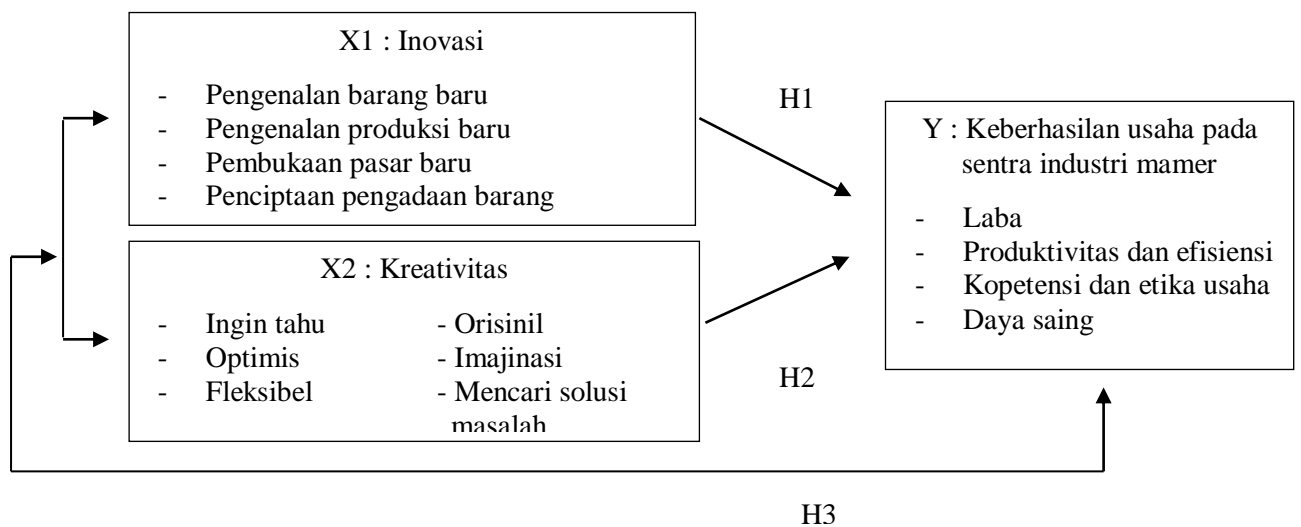 X1 : Inovasi
- Pengenalan barang baru
- Pengenalan produksi baru
- Pembukaan pasar baru
- Penciptaan pengadaan barang
X2 : Kreativitas
- Ingin tahu - Orisinil
- Optimis - Imajinasi
- Fleksibel - Mencari solusi
masalah
H1
H2
Y : Keberhasilan usaha pada
sentra industri mamer
- Laba
- Produktivitas dan efisiensi
- Kopetensi dan etika usaha
- Daya saing
H3